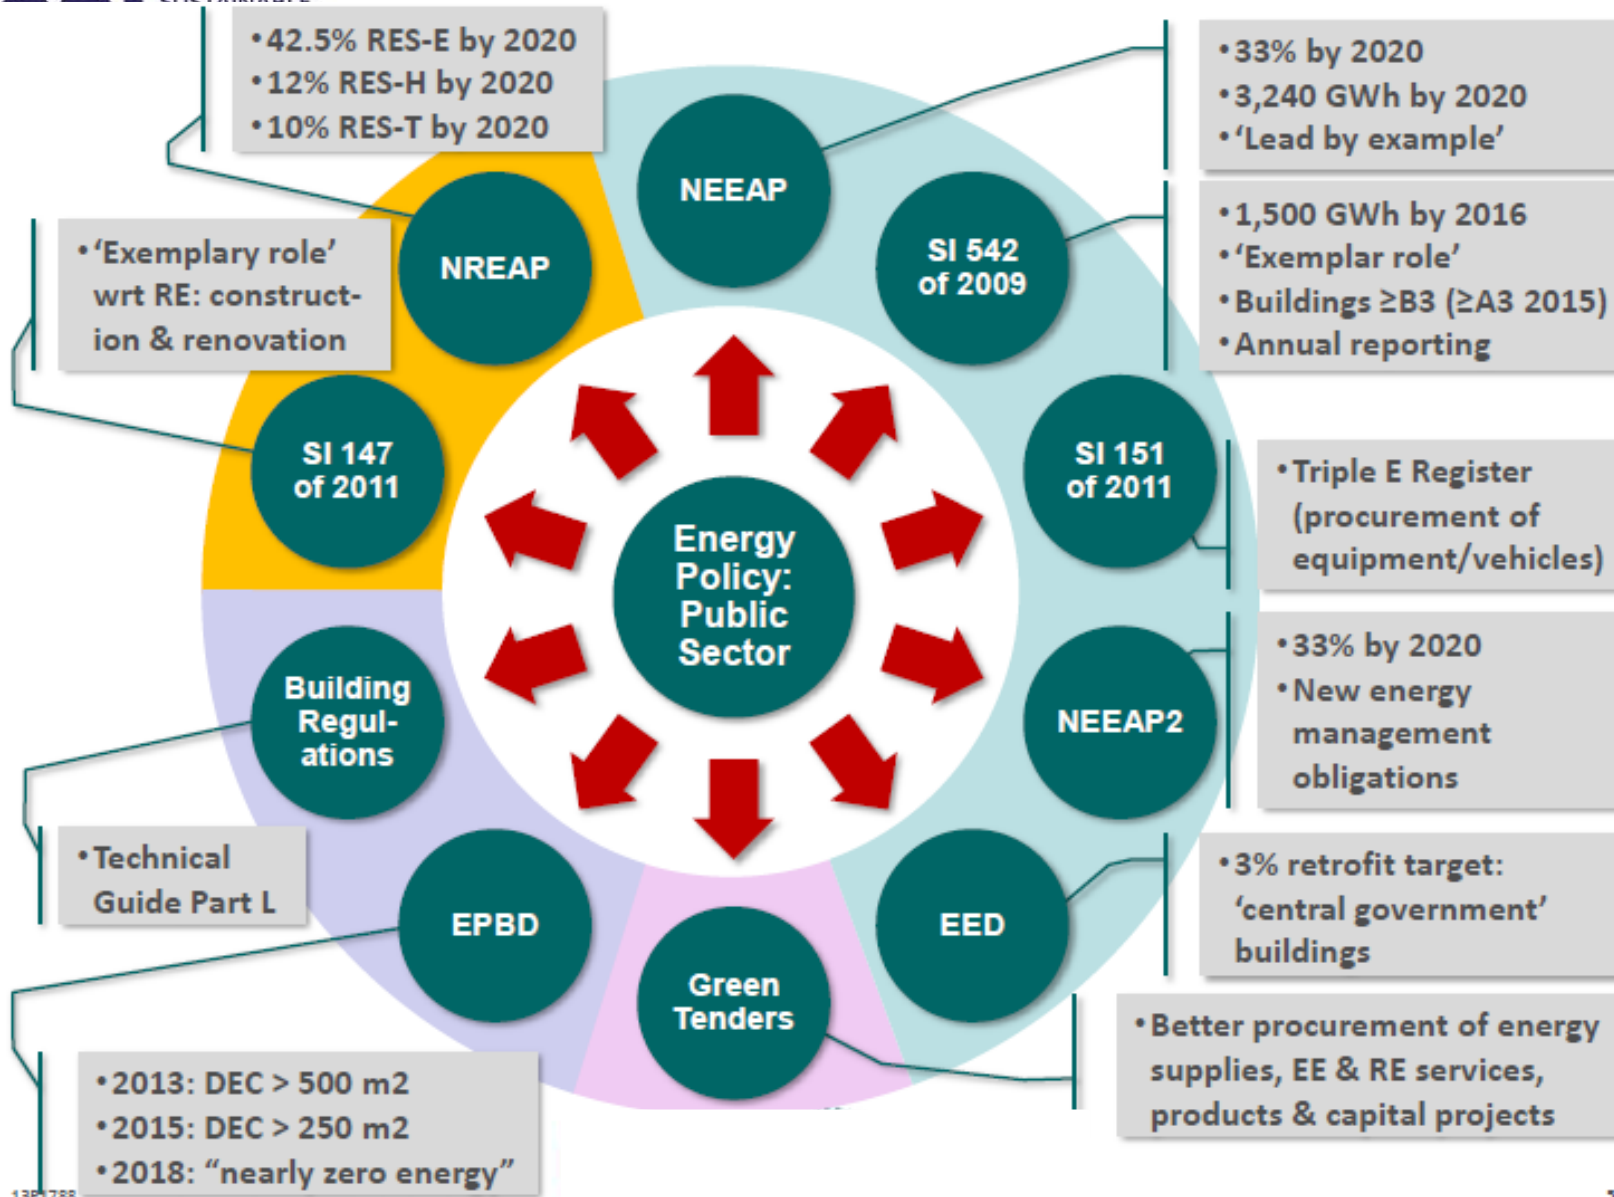 • 42.5% RES-E by 2020
• 12% RES-H by 2020
• 10% RES-T by 2020
• 33% by 2020
• 3,240 GWh by 2020
• ‘Lead by example’
NEEAP
NREAP
SI 542
of 2009
• 1,500 GWh by 2016
• ‘Exemplar role’
• Buildings ≥B3 (≥A3 2015)
• Annual reporting
• ‘Exemplary role’
wrt RE: construct-
ion & renovation
SI 147
of 2011
SI 151
of 2011
• Triple E Register
(procurement of
equipment/vehicles)
Energy
Policy:
Public
Sector
Building
Regul-
ations
NEEAP2
• 33% by 2020
• New energy
management
obligations
• Technical
Guide Part L
EPBD
EED
• 3% retrofit target:
‘central government’
buildings
Green
Tenders
• Better procurement of energy
supplies, EE & RE services,
products & capital projects
• 2013: DEC > 500 m2
• 2015: DEC > 250 m2
• 2018: “nearly zero energy”